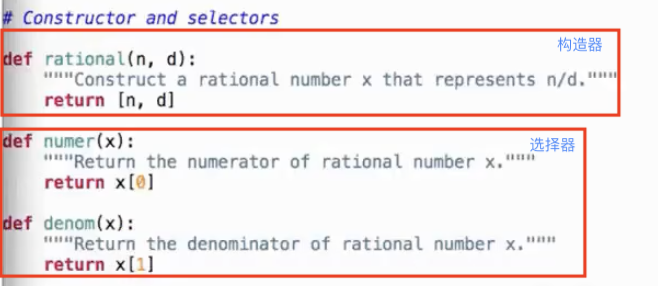 # Constructor and selectors
构造器
def rational(n, d):
    """Construct a rational number x that represents n/d."""
    return [n, d]
选择器
def numer(x):
    """Return the numerator of rational number x."""
    return x[0]
def denom(x):
    """Return the denominator of rational number x."""
    return x[1]